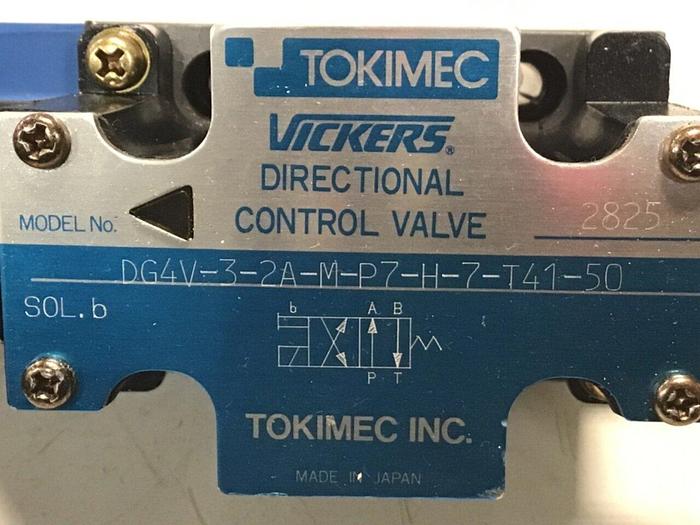 TOKIMEC
VICKERS®
DIRECTIONAL
CONTROL VALVE
MODEL No.
2825
DG4V-3-2A-M-P7-H-7-T41-50
SOL.b
b A B
P T
TOKIMEC INC.
MADE IN JAPAN